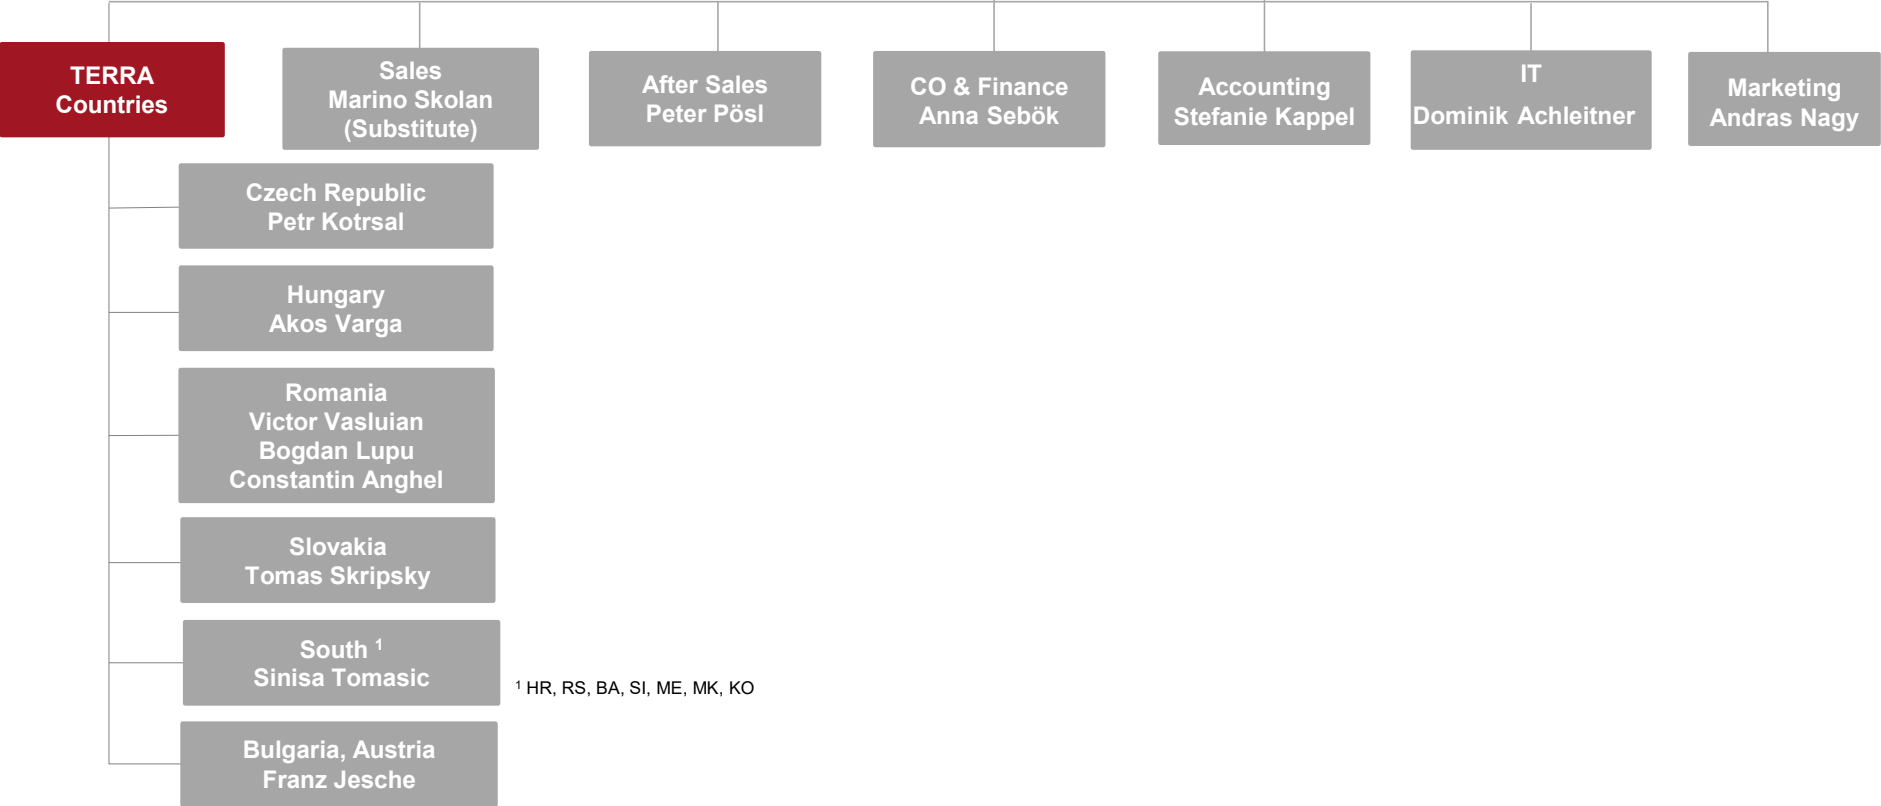 TERRA
Countries
Sales
Marino Skolan
(Substitute)
After Sales
Peter Pösl
CO & Finance
Anna Sebök
Accounting
Stefanie Kappel
IT
Dominik Achleitner
Marketing
Andras Nagy
Czech Republic
Petr Kotrsal
Hungary
Akos Varga
Romania
Victor Vasluian
Bogdan Lupu
Constantin Anghel
Slovakia
Tomas Skripsky
South ¹
Sinisa Tomasic
¹ HR, RS, BA, SI, ME, MK, KO
Bulgaria, Austria
Franz Jesche